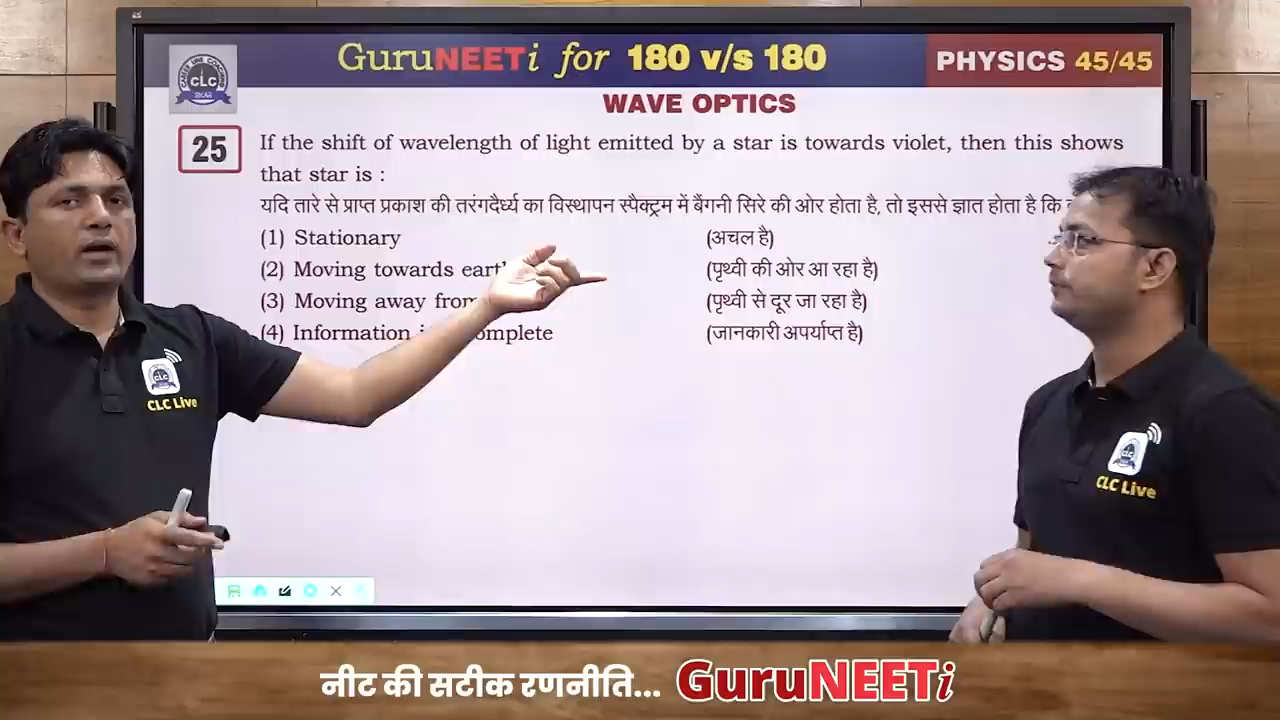 GuruNEETi for 180 v/s 180
PHYSICS 45/45
CLC
WAVE OPTICS
25
If the shift of wavelength of light emitted by a star is towards violet, then this shows
that star is :
यदि तारे से प्राप्त प्रकाश की तरंगदैर्ध्य का विस्थापन स्पैक्ट्रम में बैंगनी सिरे की ओर होता है, तो इससे ज्ञात होता है कि
(1) Stationary (अचल है)
(2) Moving towards (पृथ्वी की ओर आ रहा है)
(3) Moving away (पृथ्वी से दूर जा रहा है)
(4) Information (जानकारी अपर्याप्त है)
CLC
CLC Live
CLC
CLC Live
नीट की सटीक रणनीति... GuruNEETi